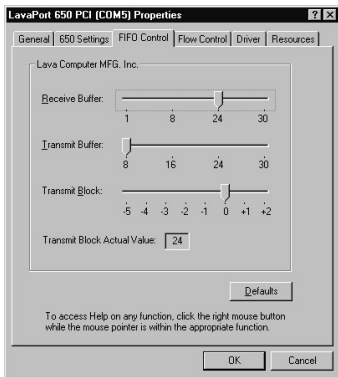 LavaPort 650 PCI (COM5) Properties
General 650 Settings FIFO Control Flow Control Driver Resources
Lava Computer MFG. Inc.
Receive Buffer:
1 8 24 30
Transmit Buffer:
8 16 24 30
Transmit Block:
-5 -4 -3 -2 -1 0 +1 +2
Transmit Block Actual Value: 24
Defaults
To access Help on any function, click the right mouse button
while the mouse pointer is within the appropriate function.
OK Cancel